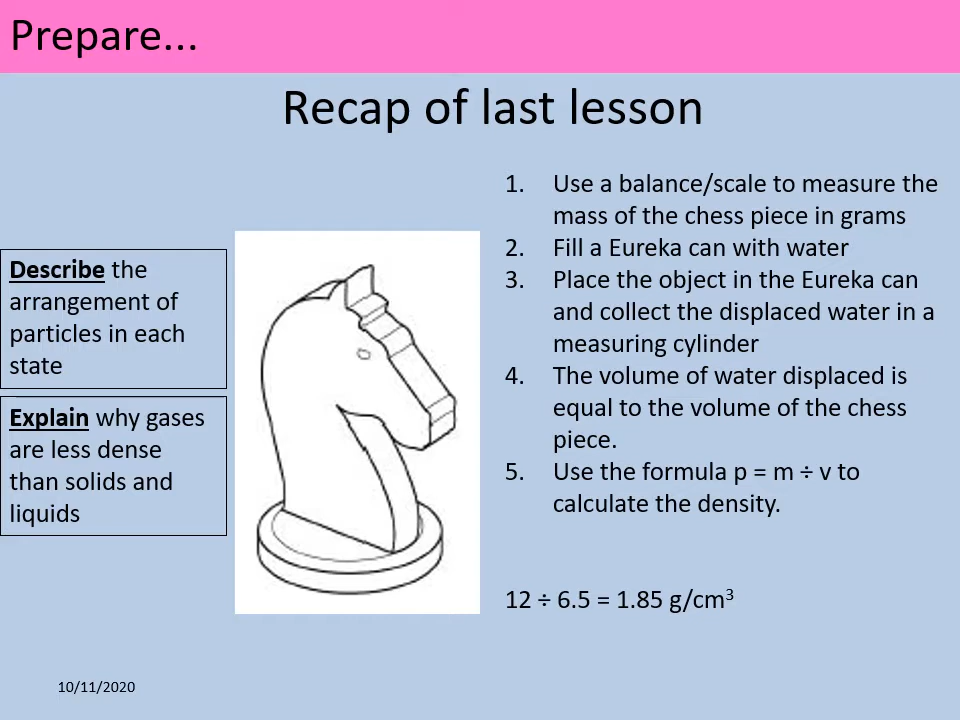 Prepare...
Recap of last lesson
Describe the
arrangement of
particles in each
state
Explain why gases
are less dense
than solids and
liquids
1. Use a balance/scale to measure the
mass of the chess piece in grams
2. Fill a Eureka can with water
3. Place the object in the Eureka can
and collect the displaced water in a
measuring cylinder
4. The volume of water displaced is
equal to the volume of the chess
piece.
5. Use the formula p = m ÷ v to
calculate the density.
12 ÷ 6.5 = 1.85 g/cm³
10/11/2020